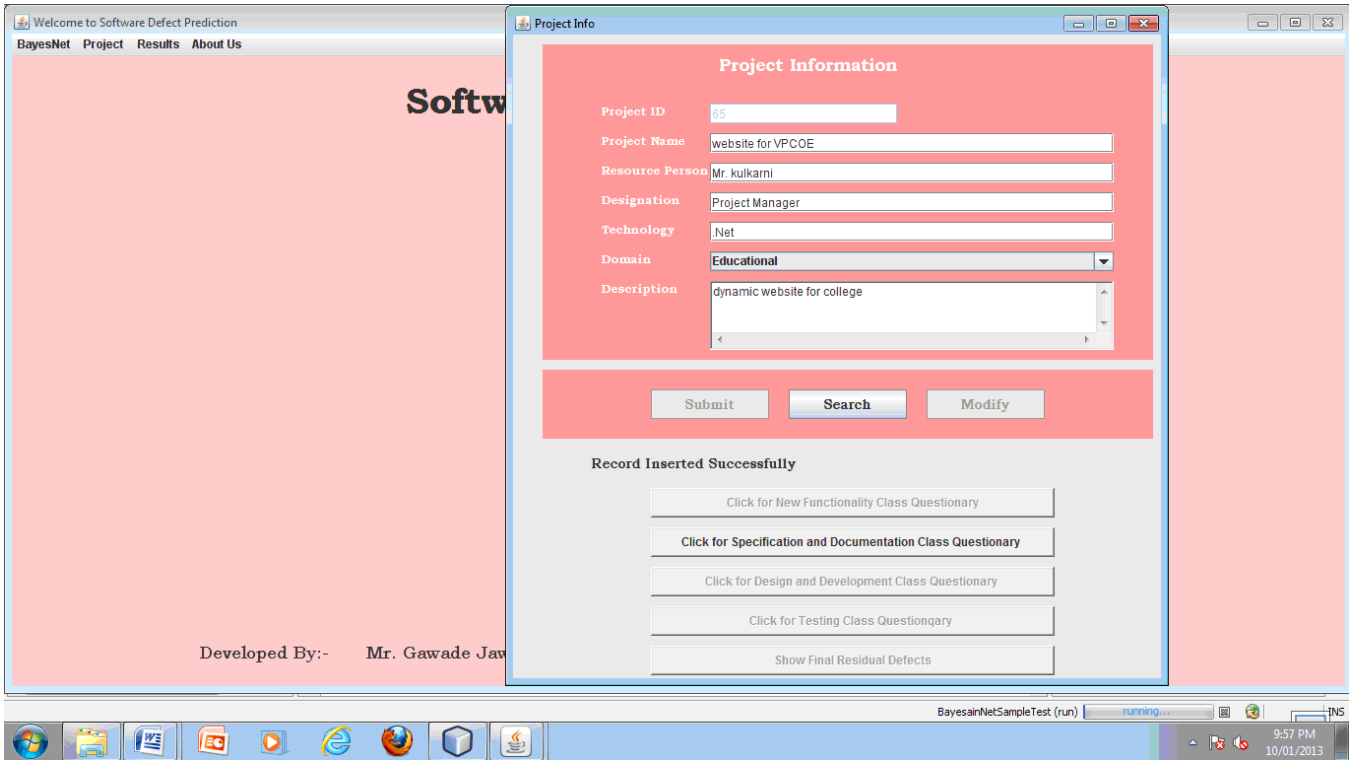 Welcome to Software Defect Prediction
BayesNet Project Results About Us
Softw
Developed By:- Mr. Gawade Jaw
Project Info
Project Information
Project ID 65
Project Name website for VPCOE
Resource Person Mr. kulkarni
Designation Project Manager
Technology .Net
Domain Educational
Description dynamic website for college
Submit Search Modify
Record Inserted Successfully
Click for New Functionality Class Questionary
Click for Specification and Documentation Class Questionary
Click for Design and Development Class Questionary
Click for Testing Class Questionqary
Show Final Residual Defects
BayesainNetSampleTest (run) running... INS
9:57 PM
10/01/2013